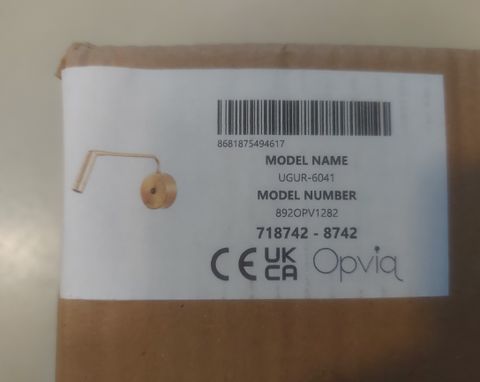 8681875494617
MODEL NAME
UGUR-6041
MODEL NUMBER
892OPV1282
718742 - 8742
CE UK
CA Opviq